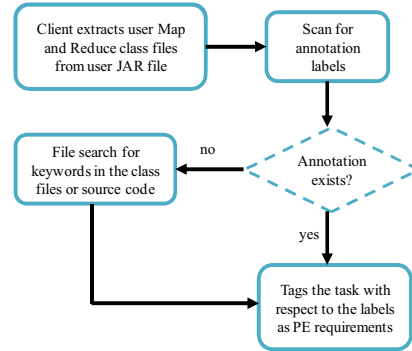 Client extracts user Map
and Reduce class files
from user JAR file
Scan for
annotation
labels
Annotation
exists?
no
File search for
keywords in the class
files or source code
yes
Tags the task with
respect to the labels
as PE requirements